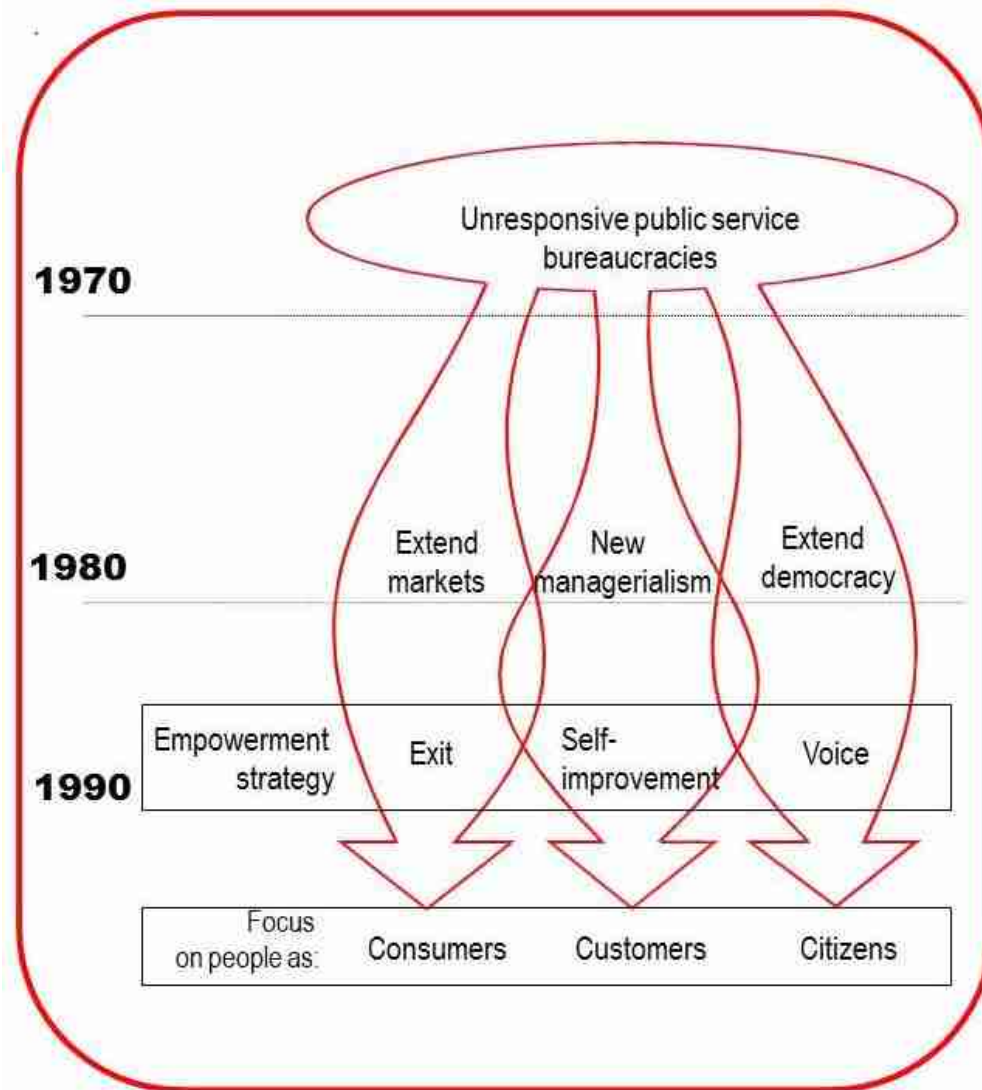 Unresponsive public service
bureaucracies
1970
Extend
markets
New
managerialism
Extend
democracy
1980
Empowerment
strategy
Exit
Self-
improvement
Voice
1990
Focus
on people as:
Consumers
Customers
Citizens